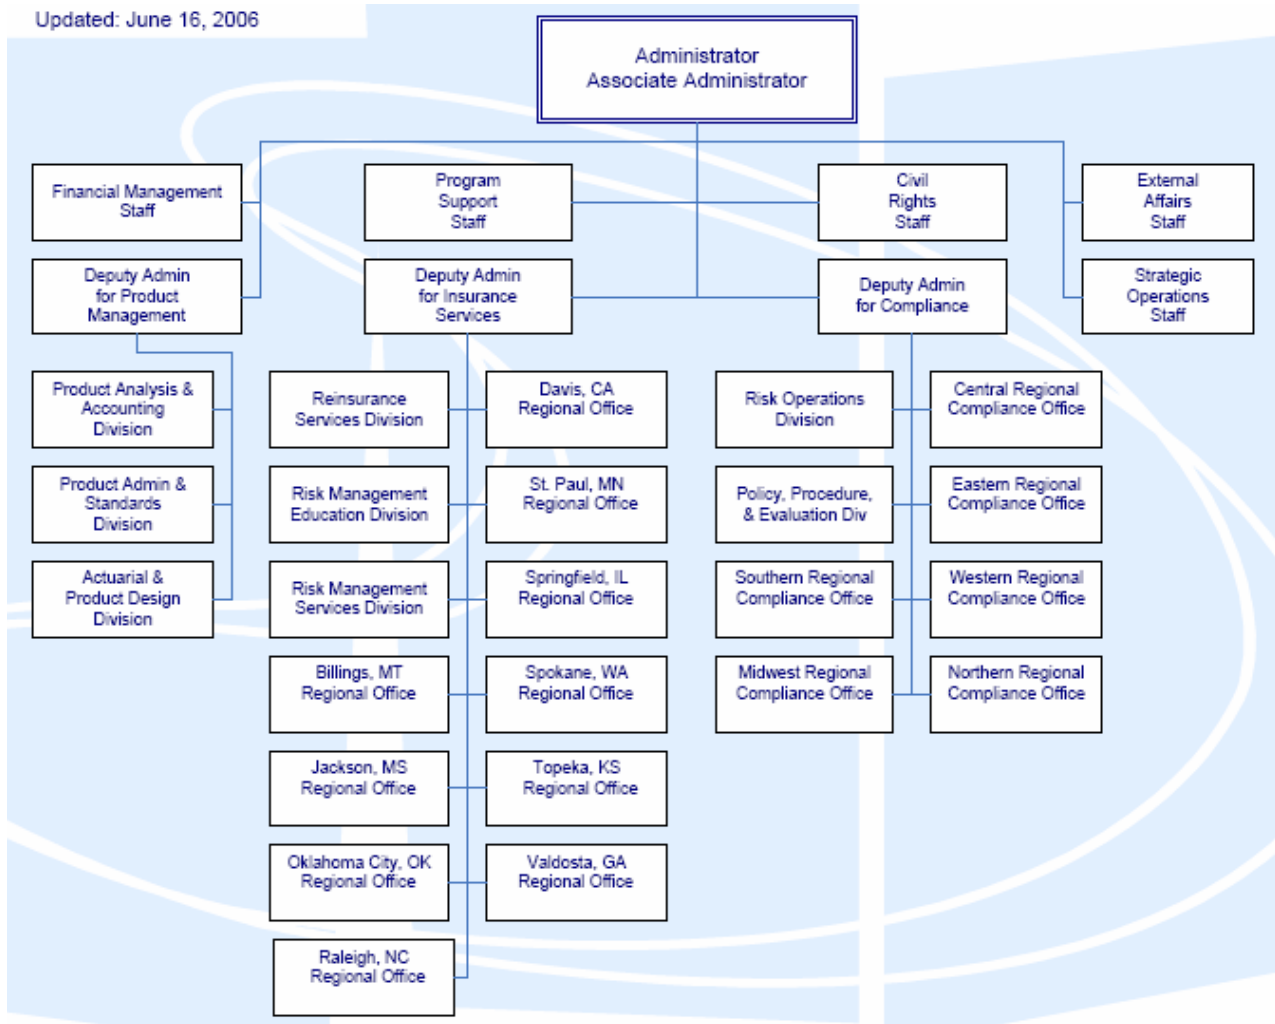 Updated: June 16, 2006
Administrator
Associate Administrator
Financial Management
Staff
Program
Support
Staff
Civil
Rights
Staff
External
Affairs
Staff
Deputy Admin
for Product
Management
Deputy Admin
for Insurance
Services
Deputy Admin
for Compliance
Strategic
Operations
Staff
Product Analysis &
Accounting
Division
Reinsurance
Services Division
Davis, CA
Regional Office
Risk Operations
Division
Central Regional
Compliance Office
Product Admin &
Standards
Division
Risk Management
Education Division
St. Paul, MN
Regional Office
Policy, Procedure,
& Evaluation Div
Eastern Regional
Compliance Office
Actuarial &
Product Design
Division
Risk Management
Services Division
Springfield, IL
Regional Office
Southern Regional
Compliance Office
Western Regional
Compliance Office
Billings, MT
Regional Office
Spokane, WA
Regional Office
Midwest Regional
Compliance Office
Northern Regional
Compliance Office
Jackson, MS
Regional Office
Topeka, KS
Regional Office
Oklahoma City, OK
Regional Office
Valdosta, GA
Regional Office
Raleigh, NC
Regional Office